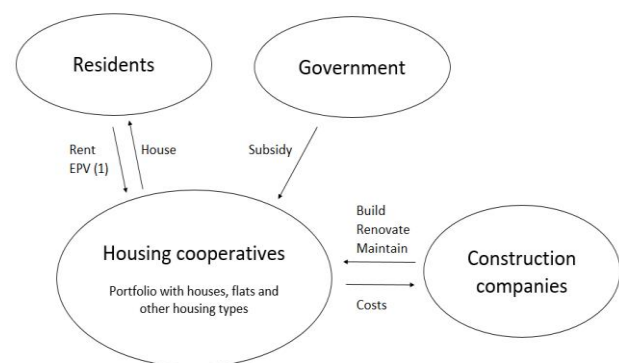 Residents
Government
Rent
EPV (1)
House
Subsidy
Housing cooperatives
Portfolio with houses, flats and
other housing types
Build
Renovate
Maintain
Costs
Construction
companies